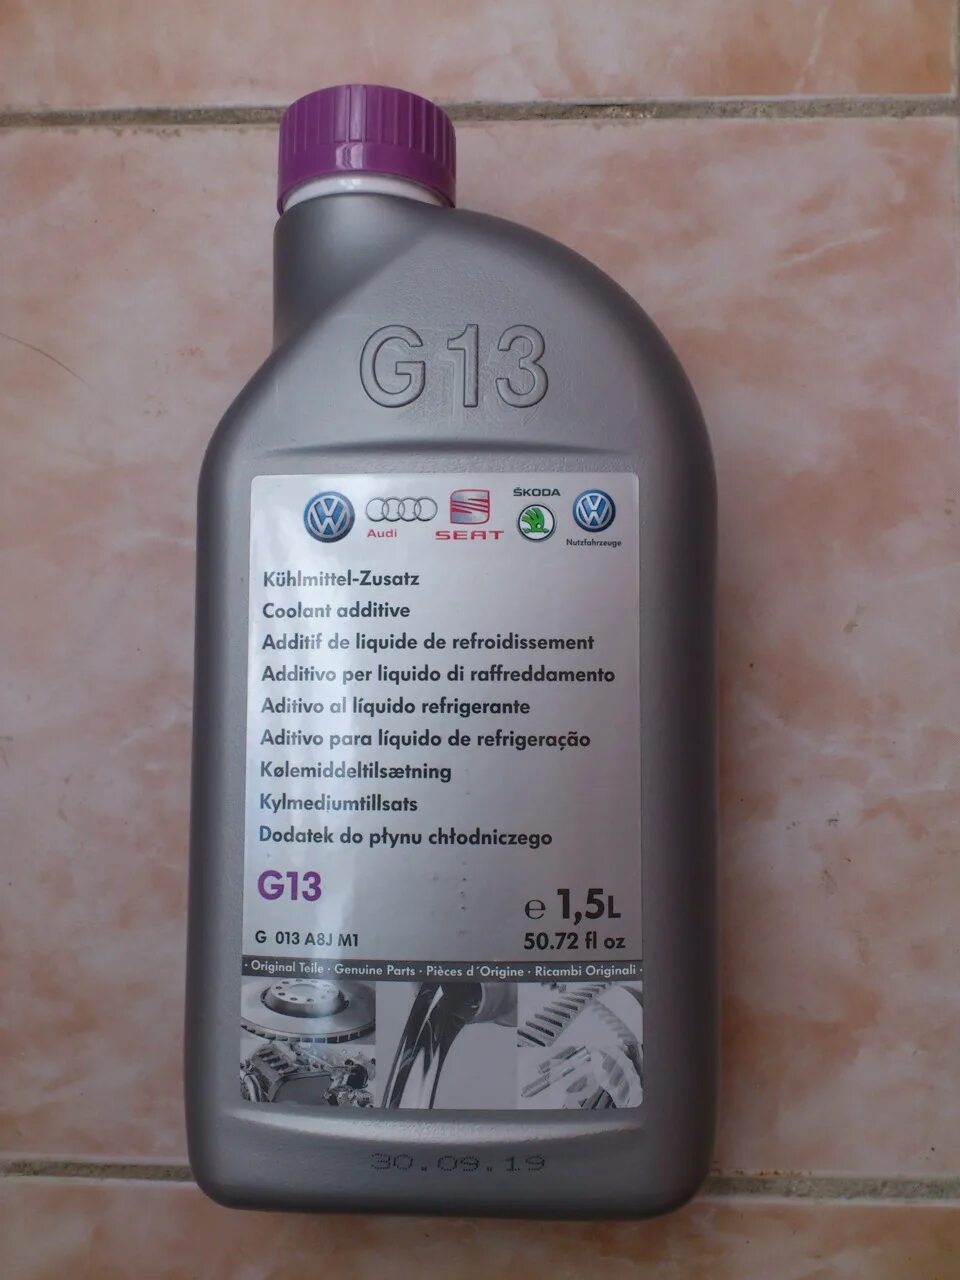 G13
Audi SEAT ŠKODA Nutzfahrzeuge
Kühlmittel-Zusatz
Coolant additive
Additif de liquide de refroidissement
Additivo per liquido di raffreddamento
Aditivo al líquido refrigerante
Aditivo para líquido de refrigeração
Kølemiddeltilsætning
Kylmediumtillsats
Dodatek do płynu chłodniczego
G13
℮ 1,5L
G 013 A8J M1
50.72 fl oz
· Original Teile · Genuine Parts · Pièces d´Origine · Ricambi Originali ·
30.09.19